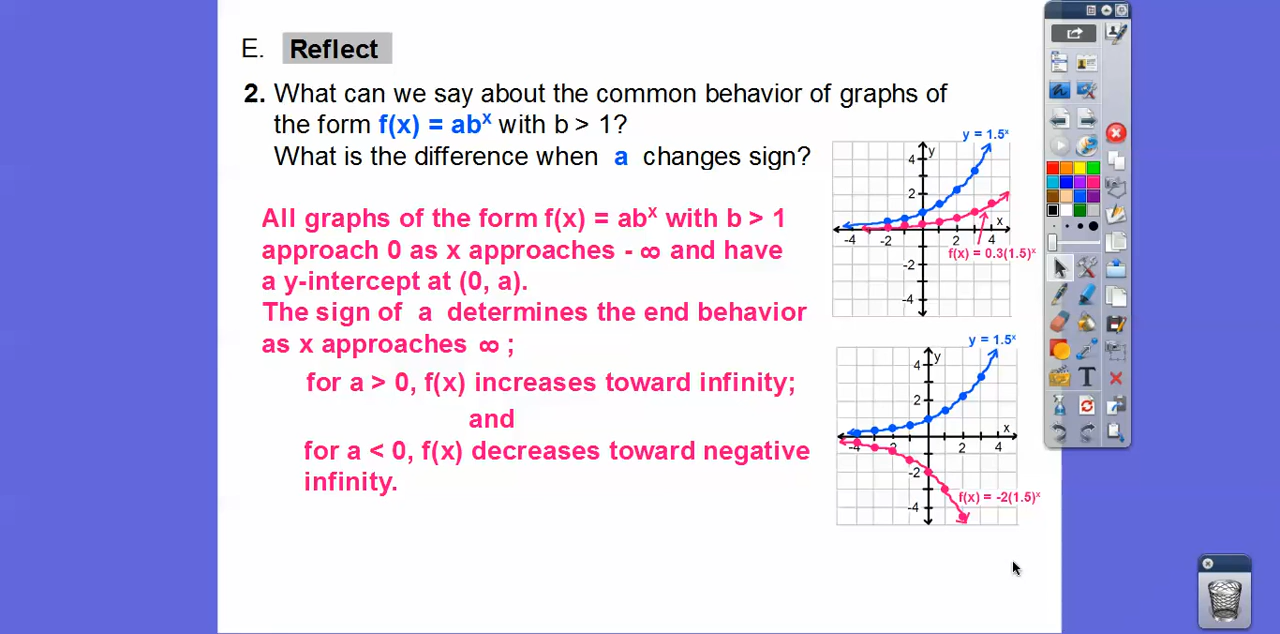 E. Reflect
2. What can we say about the common behavior of graphs of
the form f(x) = abˣ with b > 1?
What is the difference when a changes sign?
All graphs of the form f(x) = abˣ with b > 1
approach 0 as x approaches - ∞ and have
a y-intercept at (0, a).
The sign of a determines the end behavior
as x approaches ∞ ;
for a > 0, f(x) increases toward infinity;
and
for a < 0, f(x) decreases toward negative
infinity.
y = 1.5ˣ
4 y
2
x
-4 -2 2 4
f(x) = 0.3(1.5)ˣ
-2
-4
y = 1.5ˣ
4 y
2
x
-4 -2 2 4
-2
f(x) = -2(1.5)ˣ
-4
T